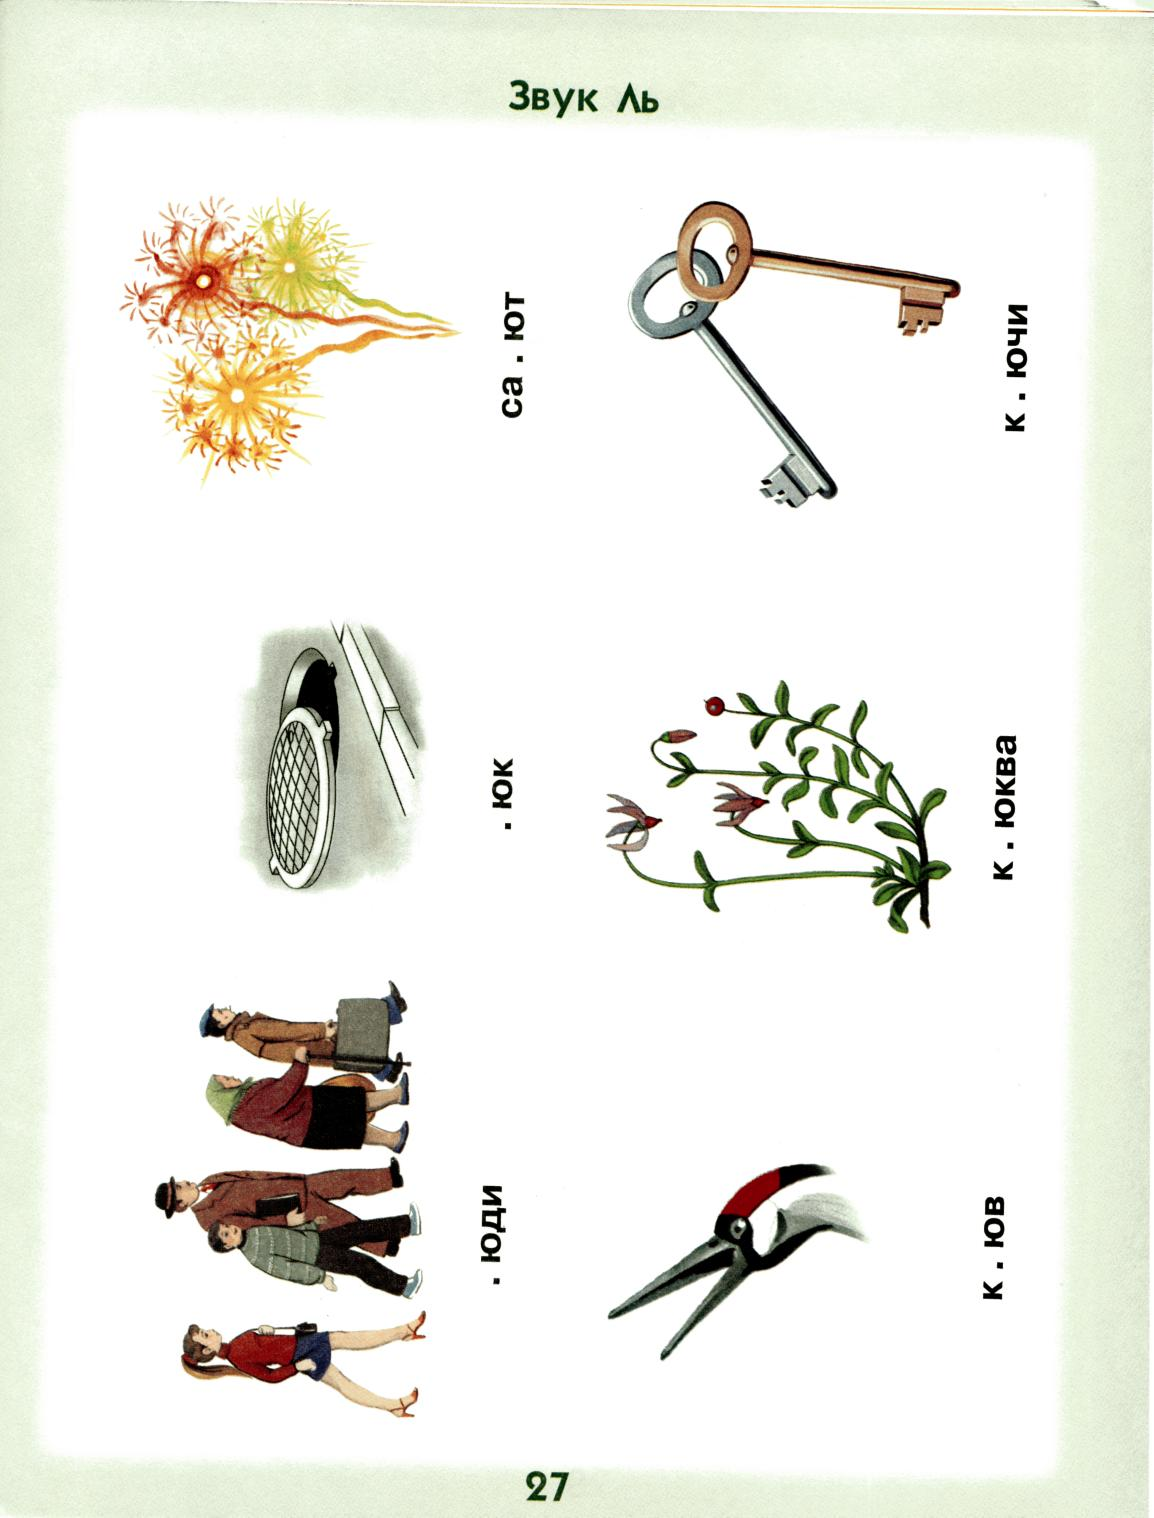 Звук Ль
. юди
. юк
са . ют
к . юв
к . юква
к . ючи
27